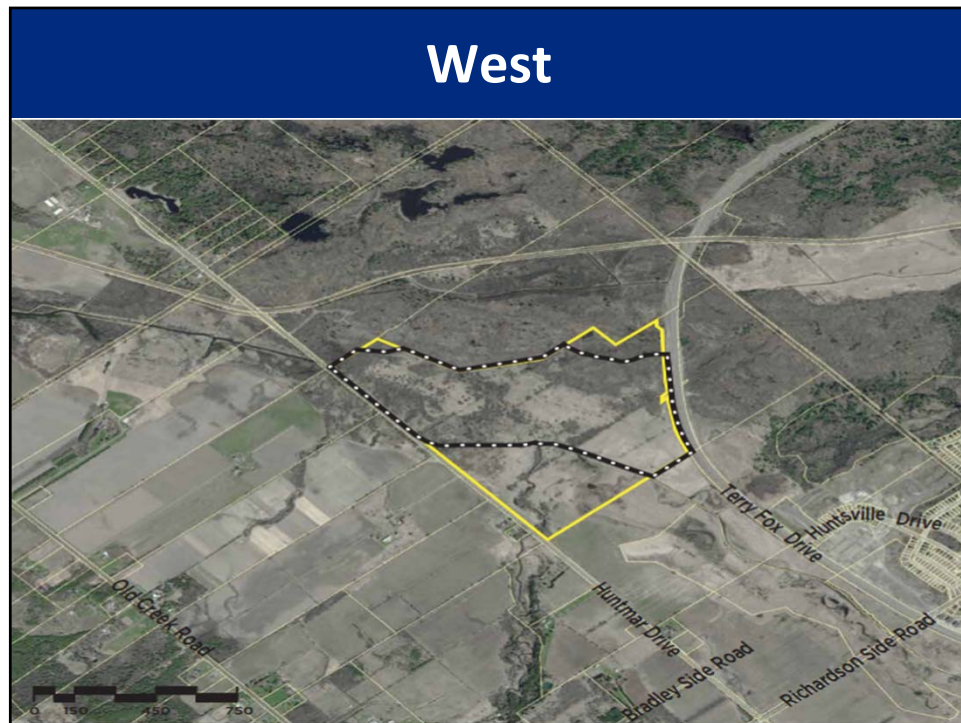 West
Terry Fox Drive
Huntsville Drive
Old Creek Road
Huntmar Drive
Bradley Side Road
Richardson Side Road
0 150 450 750